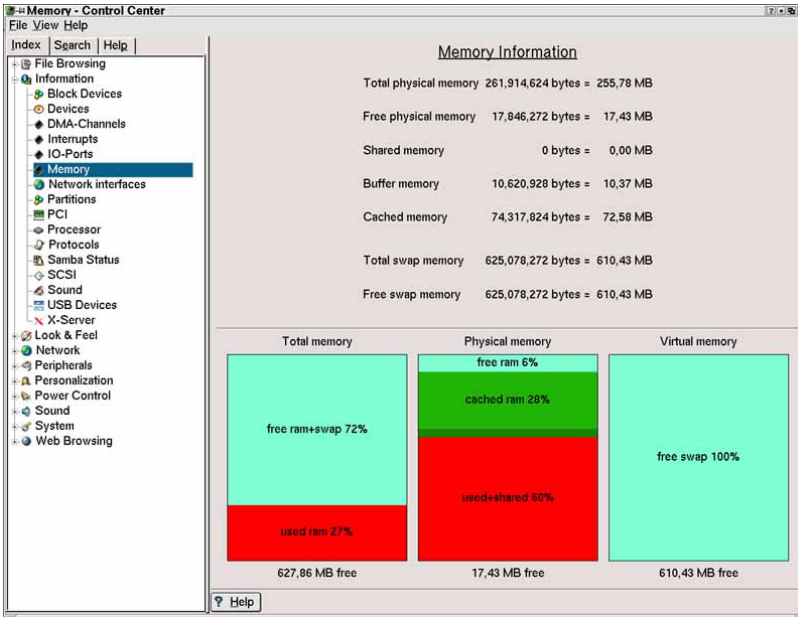 Memory - Control Center
File View Help
Index Search Help
File Browsing
Information
Block Devices
Devices
DMA-Channels
Interrupts
IO-Ports
Memory
Network interfaces
Partitions
PCI
Processor
Protocols
Samba Status
SCSI
Sound
USB Devices
X-Server
Look & Feel
Network
Peripherals
Personalization
Power Control
Sound
System
Web Browsing
Memory Information
Total physical memory 261,914,624 bytes = 255,78 MB
Free physical memory 17,846,272 bytes = 17,43 MB
Shared memory 0 bytes = 0,00 MB
Buffer memory 10,620,928 bytes = 10,37 MB
Cached memory 74,317,824 bytes = 72,58 MB
Total swap memory 625,078,272 bytes = 610,43 MB
Free swap memory 625,078,272 bytes = 610,43 MB
Total memory Physical memory Virtual memory
free ram+swap 72%
used ram 27%
free ram 6%
cached ram 28%
used+shared 60%
free swap 100%
627,86 MB free 17,43 MB free 610,43 MB free
? Help